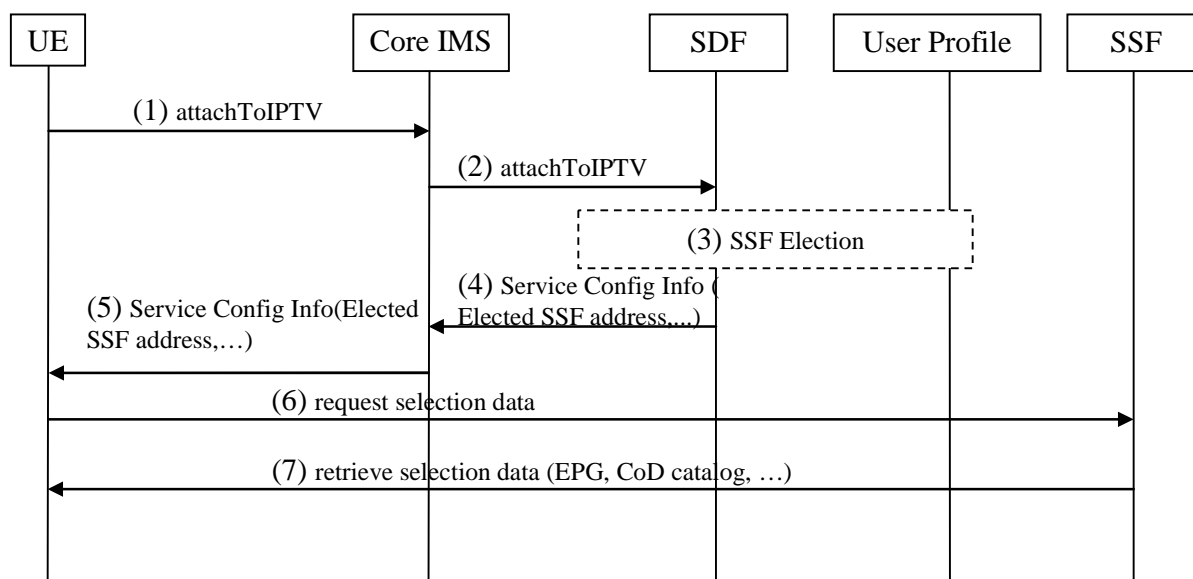 UE
Core IMS
SDF
User Profile
SSF
(1) attachToIPTV
(2) attachToIPTV
(3) SSF Election
(4) Service Config Info (
Elected SSF address,...)
(5) Service Config Info(Elected
SSF address,…)
(6) request selection data
(7) retrieve selection data (EPG, CoD catalog, …)